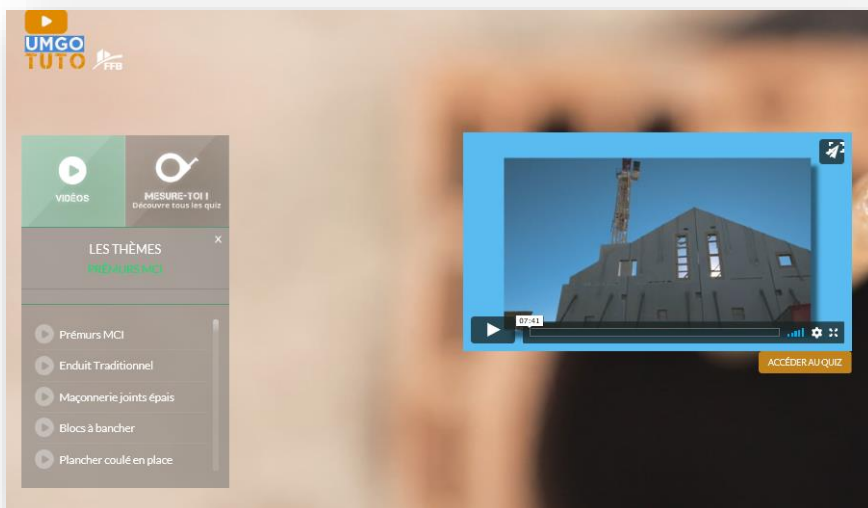 UMGO
TUTO FFB
VIDÉOS
MESURE-TOI !
Découvre tous les quiz
x
LES THÈMES
PRÉMURS MCI
Prémurs MCI
Enduit Traditionnel
Maçonnerie joints épais
Blocs à bancher
Plancher coulé en place
07:41
ACCÉDER AU QUIZ